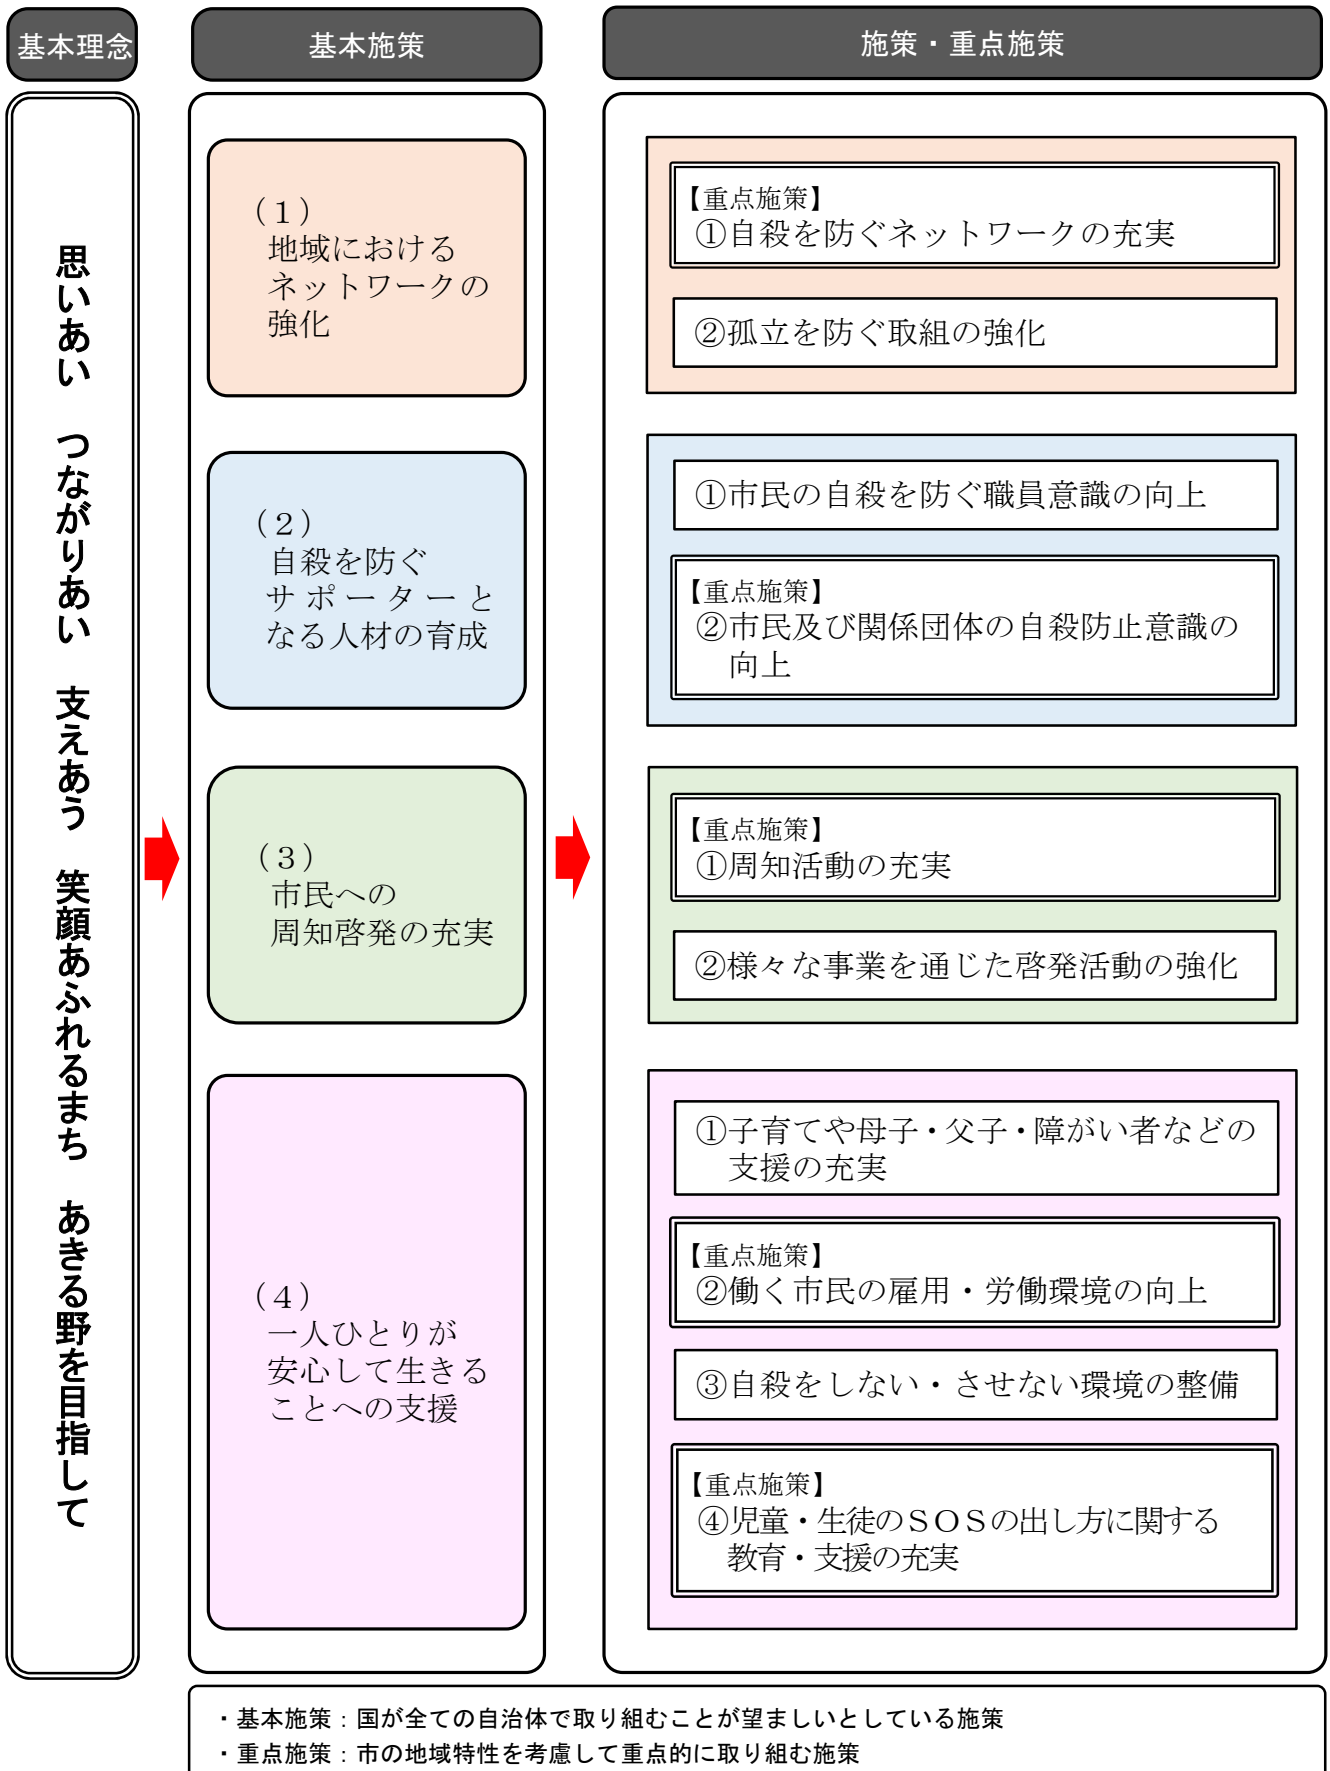 基本理念
基本施策
施策・重点施策
思いあい　つながりあい　支えあう　笑顔あふれるまち　あきる野を目指して
（１）
地域における
ネットワークの
強化
【重点施策】
①自殺を防ぐネットワークの充実
②孤立を防ぐ取組の強化
（２）
自殺を防ぐ
サポーターと
なる人材の育成
①市民の自殺を防ぐ職員意識の向上
【重点施策】
②市民及び関係団体の自殺防止意識の
向上
（３）
市民への
周知啓発の充実
【重点施策】
①周知活動の充実
②様々な事業を通じた啓発活動の強化
（４）
一人ひとりが
安心して生きる
ことへの支援
①子育てや母子・父子・障がい者などの
支援の充実
【重点施策】
②働く市民の雇用・労働環境の向上
③自殺をしない・させない環境の整備
【重点施策】
④児童・生徒のＳＯＳの出し方に関する
教育・支援の充実
・基本施策：国が全ての自治体で取り組むことが望ましいとしている施策
・重点施策：市の地域特性を考慮して重点的に取り組む施策